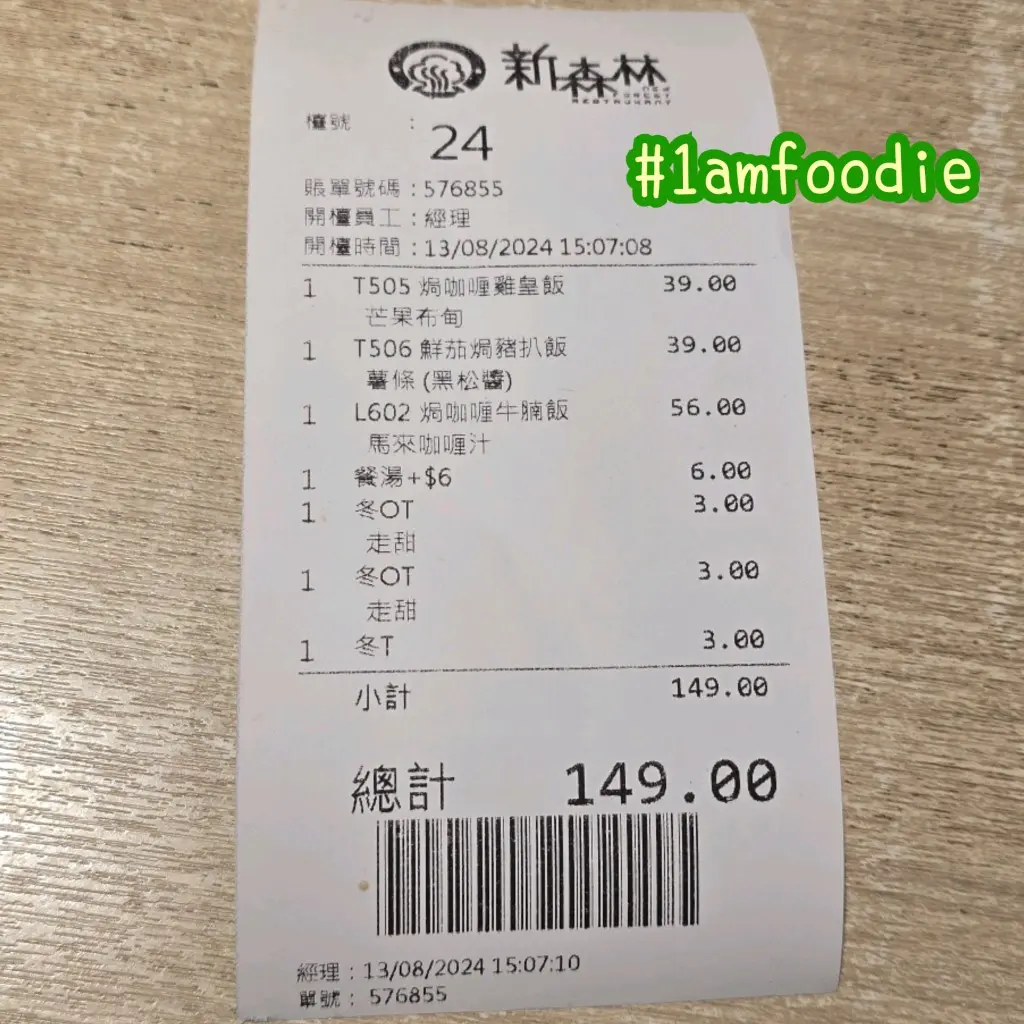 新森林
NEW
FOREST
RESTAURANT
#1amfoodie
檯號 : 24
賬單號碼 : 576855
開檯員工 : 經理
開檯時間 : 13/08/2024 15:07:08
1 T505 焗咖喱雞皇飯 39.00
芒果布甸
1 T506 鮮茄焗豬扒飯 39.00
薯條 (黑松醬)
1 L602 焗咖喱牛腩飯 56.00
馬來咖喱汁
1 餐湯+$6 6.00
1 冬OT 3.00
走甜
1 冬OT 3.00
走甜
1 冬T 3.00
小計 149.00
總計 149.00
經理 : 13/08/2024 15:07:10
單號 : 576855